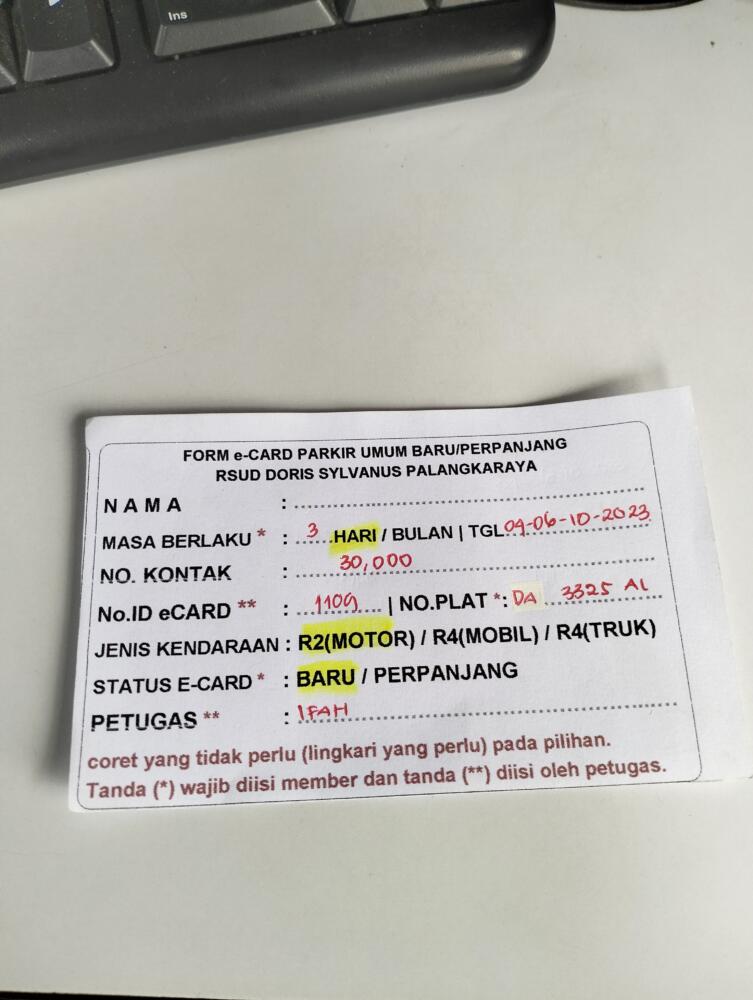 Ins
FORM e-CARD PARKIR UMUM BARU/PERPANJANG
RSUD DORIS SYLVANUS PALANGKARAYA
NAMA :
MASA BERLAKU * : 3 HARI / BULAN | TGL 04-06-10-2023
NO. KONTAK : 30,000
No.ID eCARD ** : 1109 | NO.PLAT *: DA 3325 AL
JENIS KENDARAAN : R2(MOTOR) / R4(MOBIL) / R4(TRUK)
STATUS E-CARD * : BARU / PERPANJANG
PETUGAS ** : IFAH
coret yang tidak perlu (lingkari yang perlu) pada pilihan.
Tanda (*) wajib diisi member dan tanda (**) diisi oleh petugas.